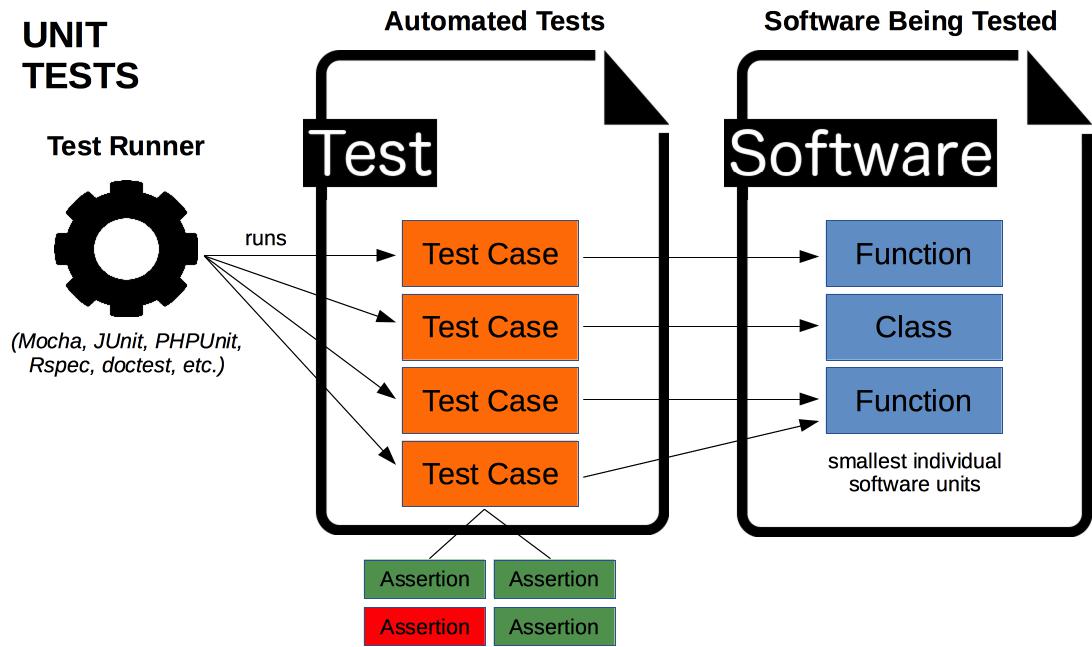 UNIT
TESTS
Automated Tests
Software Being Tested
Test Runner
Test
Software
runs
(Mocha, JUnit, PHPUnit,
Rspec, doctest, etc.)
Test Case
Test Case
Test Case
Test Case
Function
Class
Function
smallest individual
software units
Assertion
Assertion
Assertion
Assertion